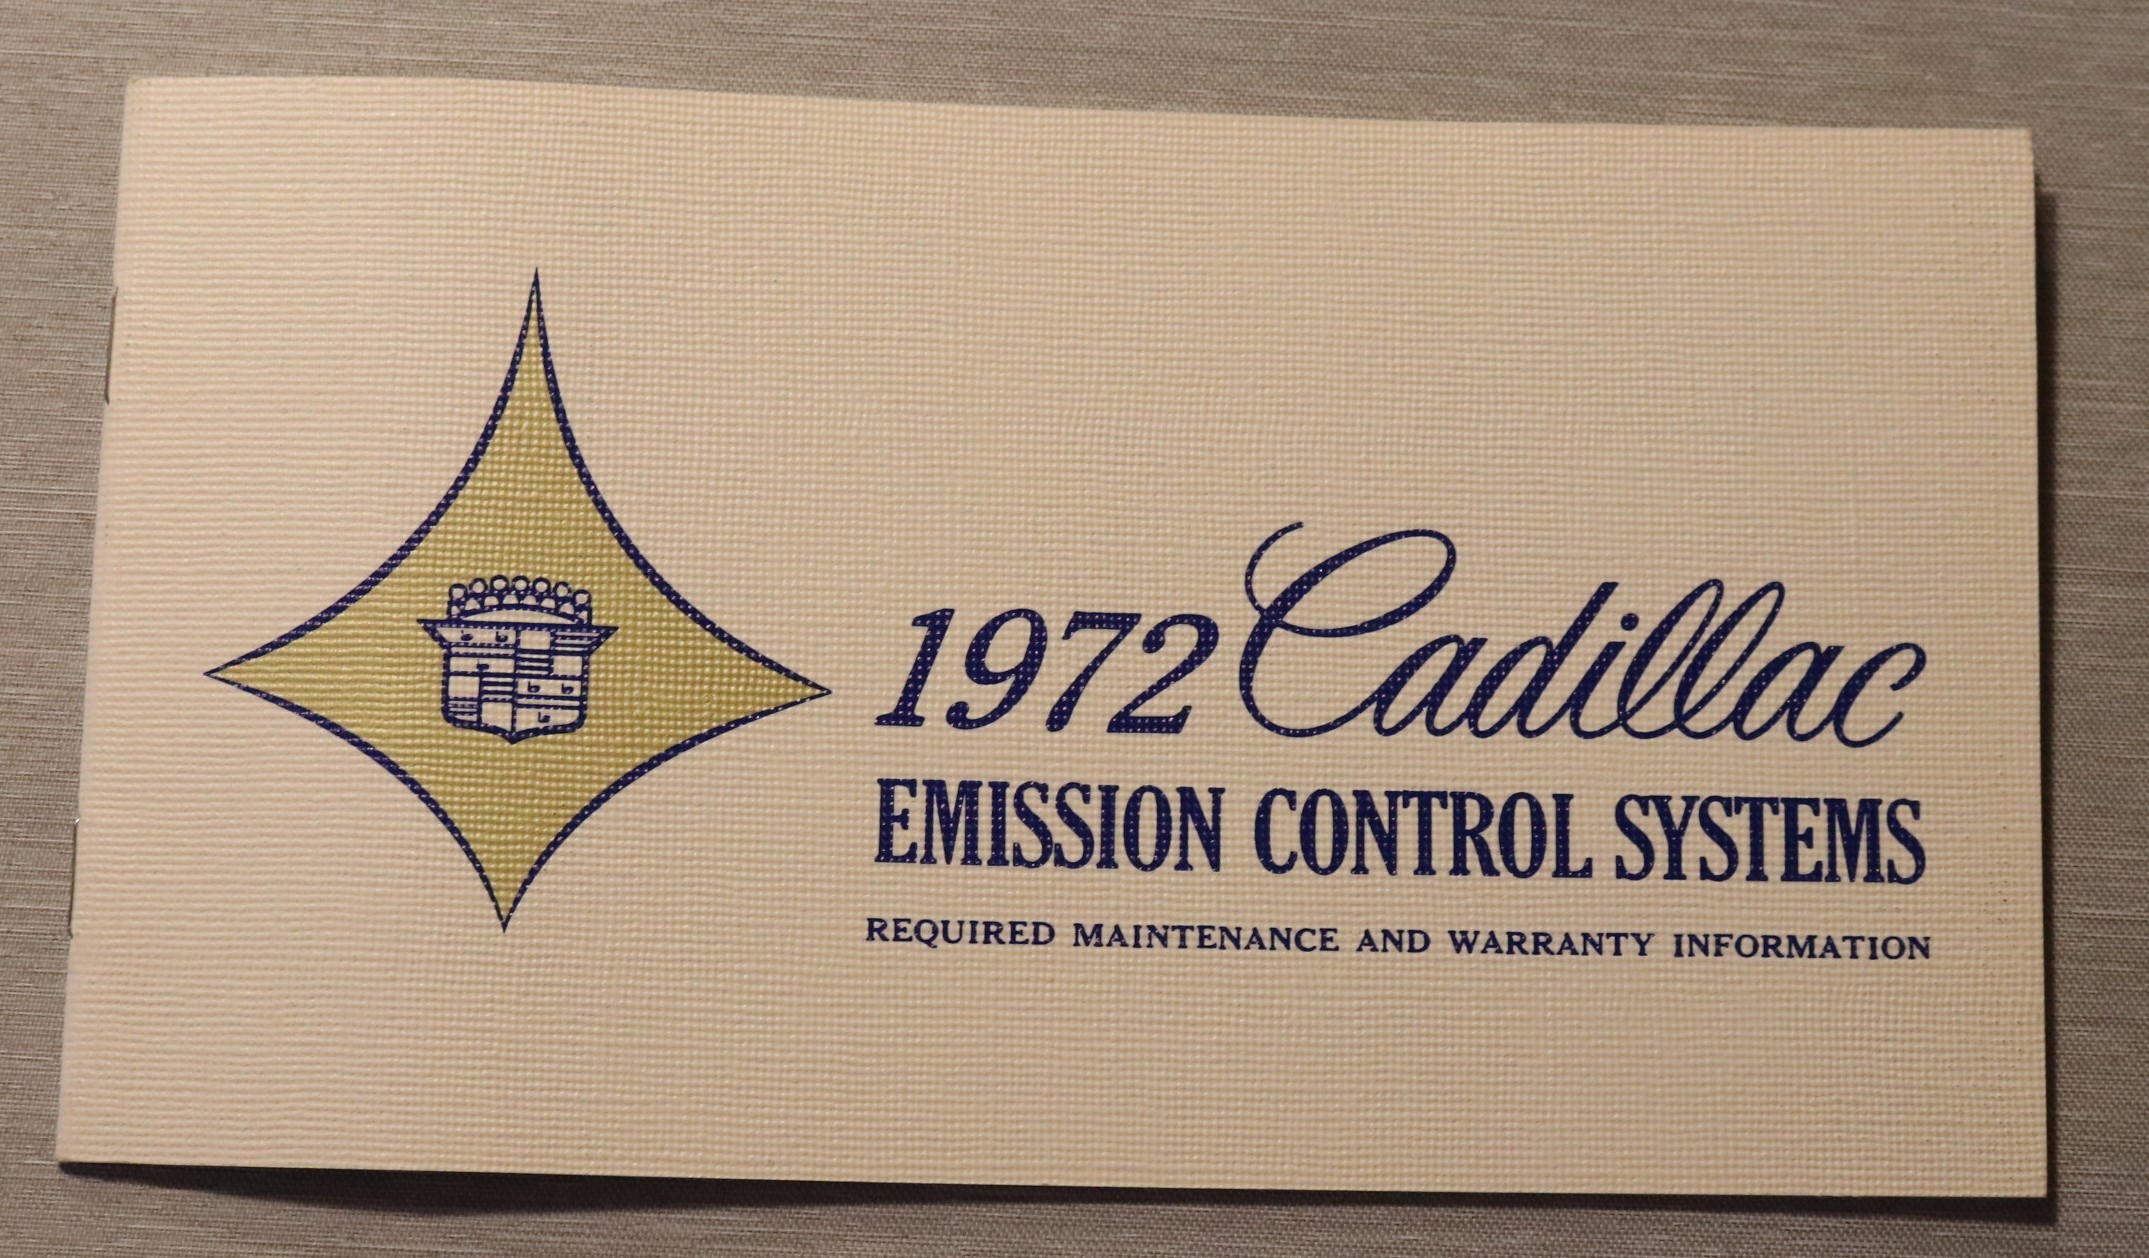 1972 Cadillac
EMISSION CONTROL SYSTEMS
REQUIRED MAINTENANCE AND WARRANTY INFORMATION